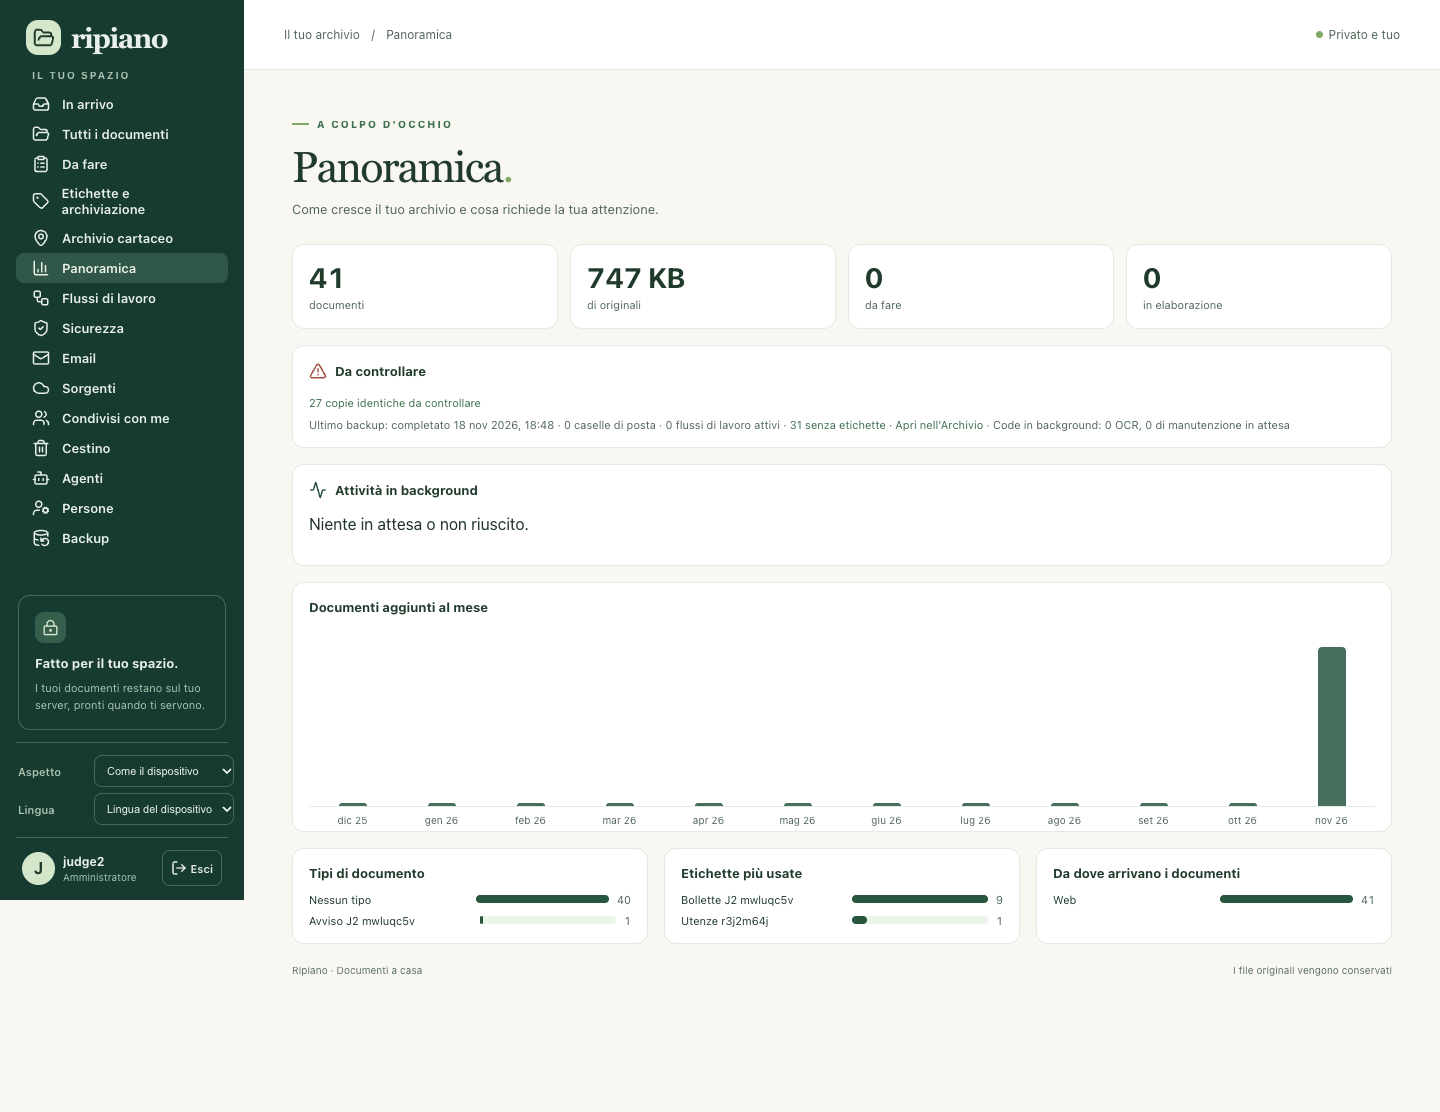 ripiano
IL TUO SPAZIO
In arrivo
Tutti i documenti
Da fare
Etichette e
archiviazione
Archivio cartaceo
Panoramica
Flussi di lavoro
Sicurezza
Email
Sorgenti
Condivisi con me
Cestino
Agenti
Persone
Backup
Fatto per il tuo spazio.
I tuoi documenti restano sul tuo
server, pronti quando ti servono.
Aspetto Come il dispositivo
Lingua Lingua del dispositivo
J judge2
Amministratore
Esci
Il tuo archivio / Panoramica
Privato e tuo
A COLPO D'OCCHIO
Panoramica.
Come cresce il tuo archivio e cosa richiede la tua attenzione.
41
documenti
747 KB
di originali
0
da fare
0
in elaborazione
Da controllare
27 copie identiche da controllare
Ultimo backup: completato 18 nov 2026, 18:48 · 0 caselle di posta · 0 flussi di lavoro attivi · 31 senza etichette · Apri nell'Archivio · Code in background: 0 OCR, 0 di manutenzione in attesa
Attività in background
Niente in attesa o non riuscito.
Documenti aggiunti al mese
dic 25 gen 26 feb 26 mar 26 apr 26 mag 26 giu 26 lug 26 ago 26 set 26 ott 26 nov 26
Tipi di documento
Nessun tipo 40
Avviso J2 mwluqc5v 1
Etichette più usate
Bollette J2 mwluqc5v 9
Utenze r3j2m64j 1
Da dove arrivano i documenti
Web 41
Ripiano · Documenti a casa
I file originali vengono conservati